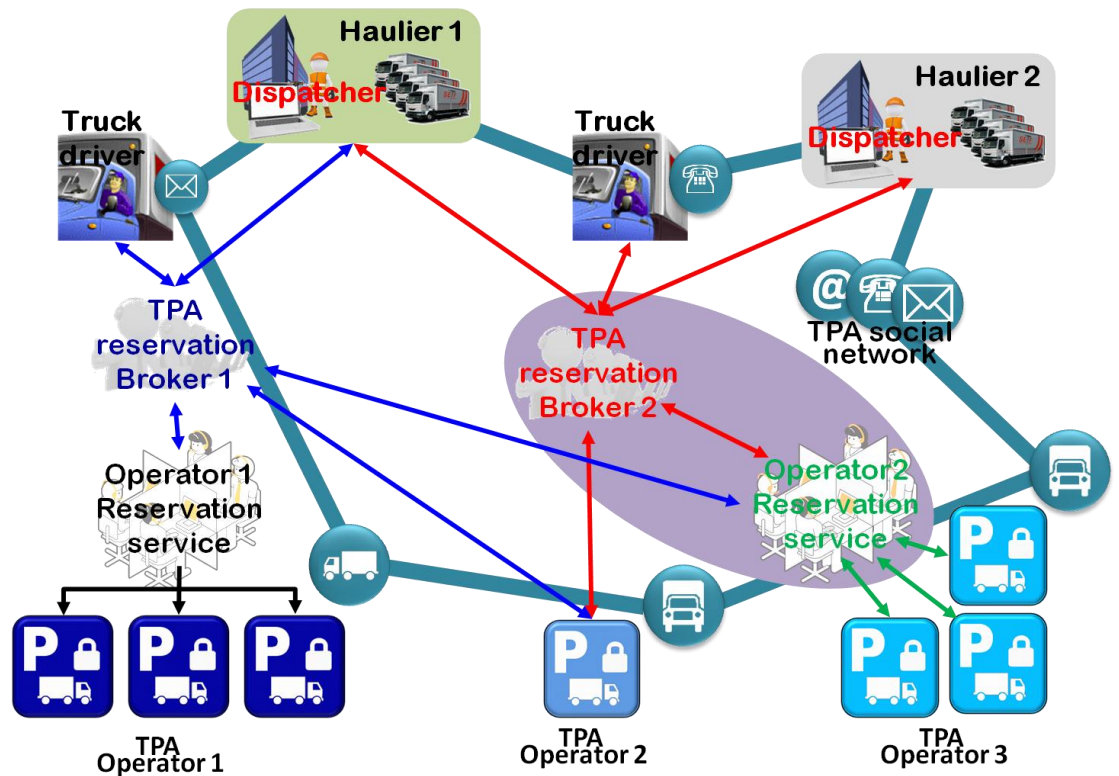 Haulier 1
Dispatcher
Haulier 2
Dispatcher
Truck
driver
Truck
driver
@
TPA social
network
TPA
reservation
Broker 1
TPA
reservation
Broker 2
Operator 1
Reservation
service
Operator2
Reservation
service
P
P
P
P
P
P
P
TPA
Operator 1
TPA
Operator 2
TPA
Operator 3